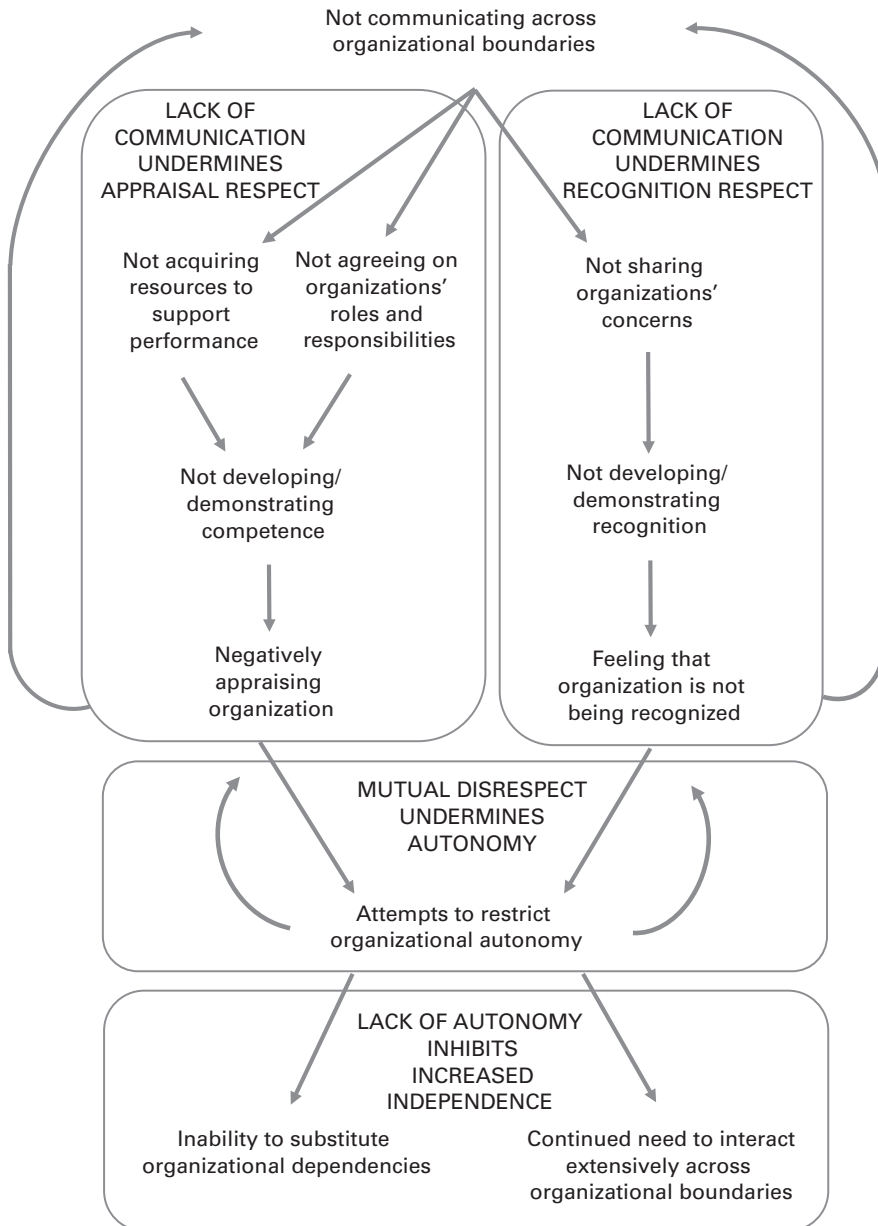 Not communicating across
organizational boundaries
LACK OF
COMMUNICATION
UNDERMINES
APPRAISAL RESPECT
LACK OF
COMMUNICATION
UNDERMINES
RECOGNITION RESPECT
Not acquiring
resources to
support
performance
Not agreeing on
organizations’
roles and
responsibilities
Not sharing
organizations’
concerns
Not developing/
demonstrating
competence
Not developing/
demonstrating
recognition
Negatively
appraising
organization
Feeling that
organization is not
being recognized
MUTUAL DISRESPECT
UNDERMINES
AUTONOMY
Attempts to restrict
organizational autonomy
LACK OF AUTONOMY
INHIBITS
INCREASED
INDEPENDENCE
Inability to substitute
organizational dependencies
Continued need to interact
extensively across
organizational boundaries